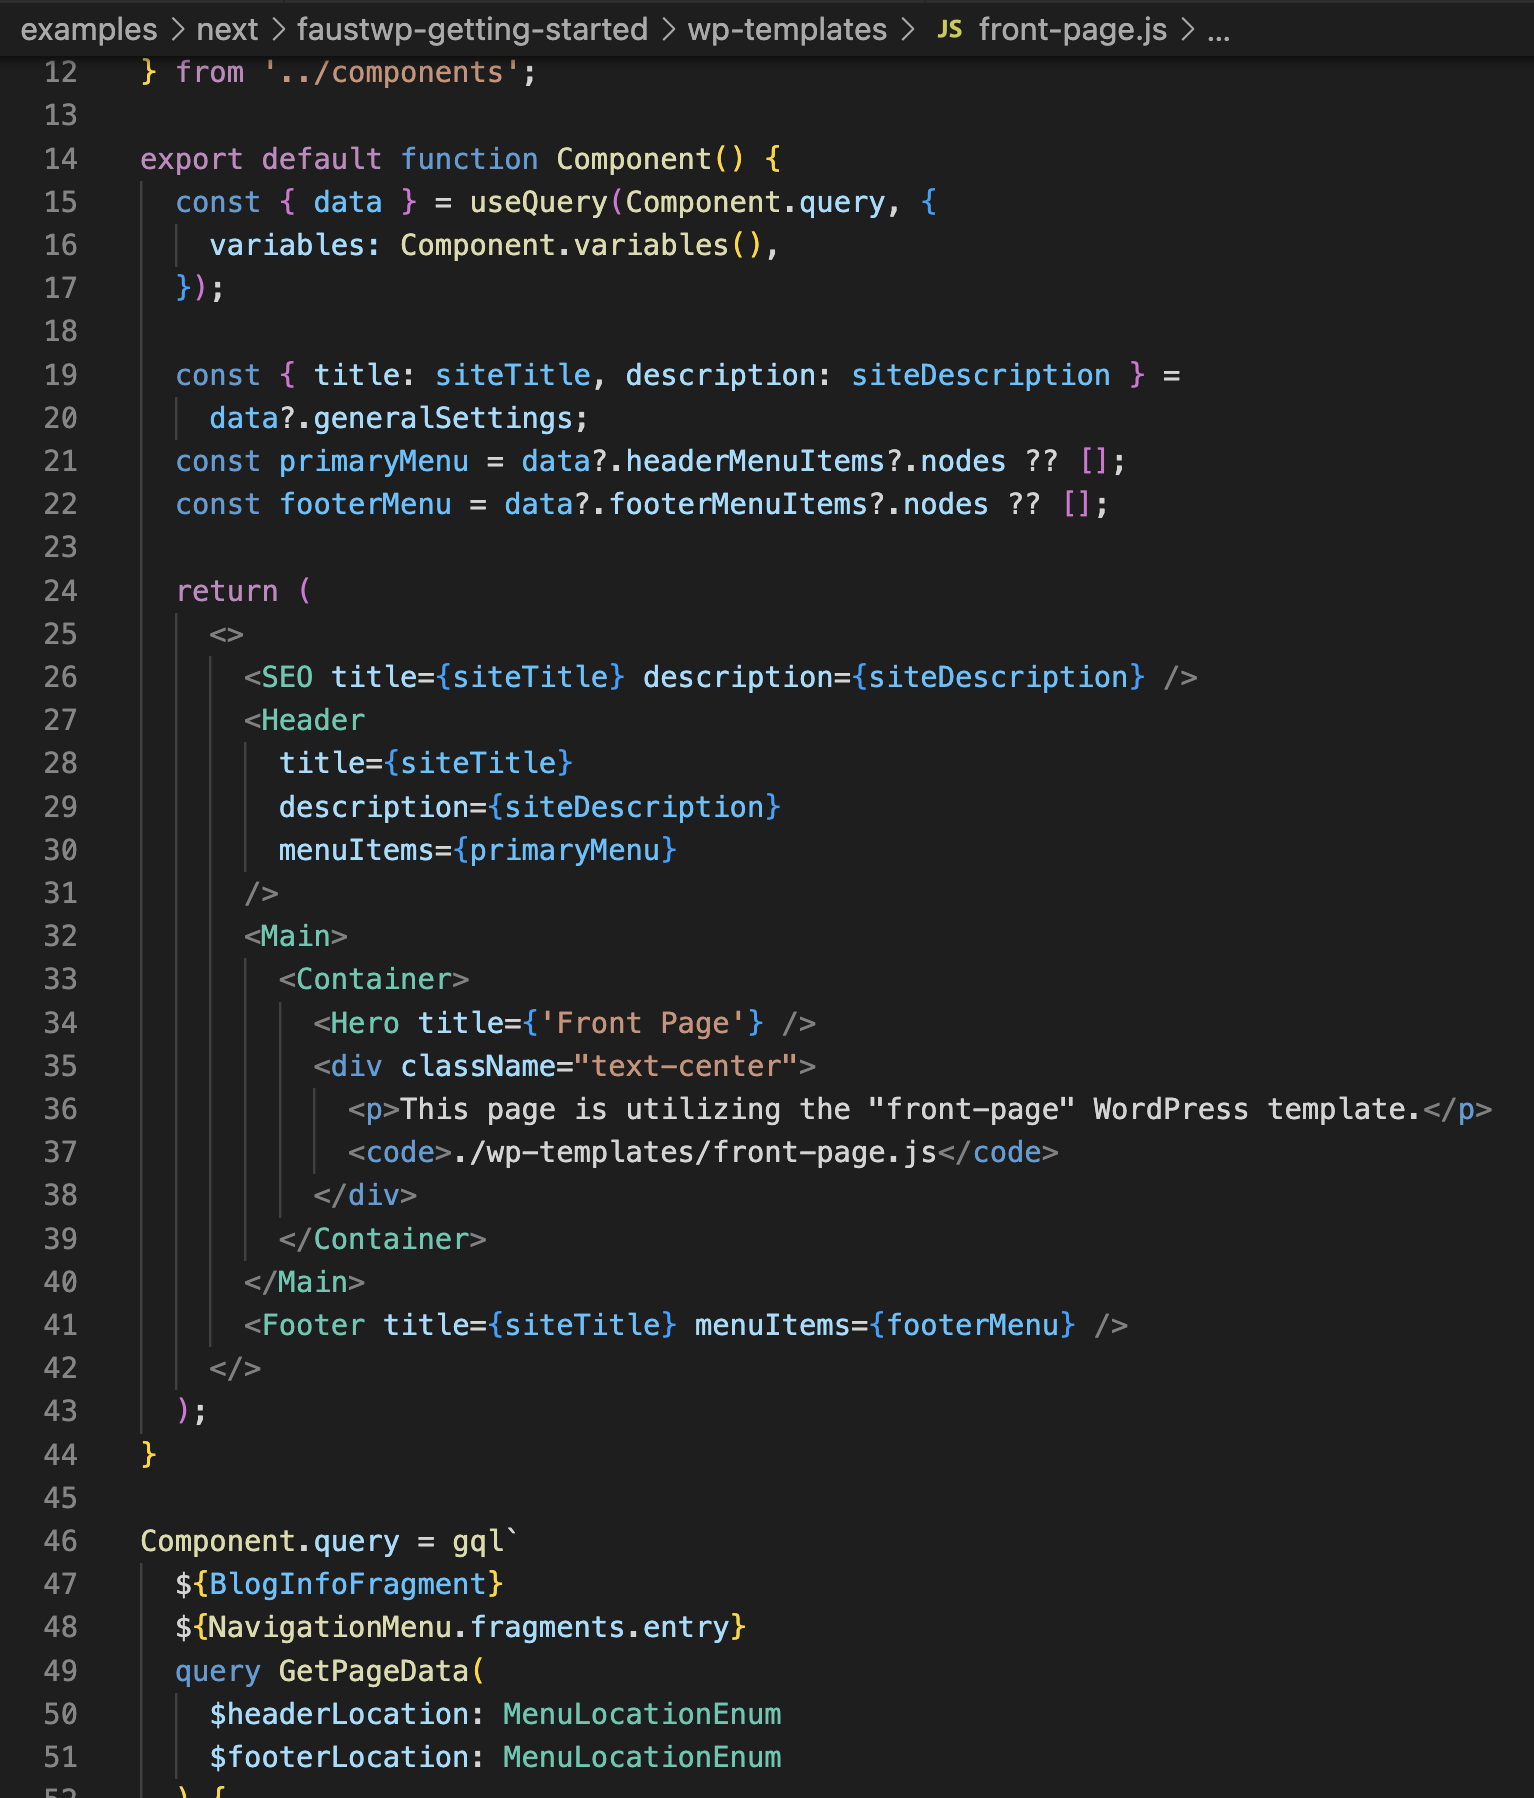 examples > next > faustwp-getting-started > wp-templates > JS front-page.js > ...
12 } from '../components';
13
14 export default function Component() {
15   const { data } = useQuery(Component.query, {
16     variables: Component.variables(),
17   });
18
19   const { title: siteTitle, description: siteDescription } =
20     data?.generalSettings;
21   const primaryMenu = data?.headerMenuItems?.nodes ?? [];
22   const footerMenu = data?.footerMenuItems?.nodes ?? [];
23
24   return (
25     <>
26       <SEO title={siteTitle} description={siteDescription} />
27       <Header
28         title={siteTitle}
29         description={siteDescription}
30         menuItems={primaryMenu}
31       />
32       <Main>
33         <Container>
34           <Hero title={'Front Page'} />
35           <div className="text-center">
36             <p>This page is utilizing the "front-page" WordPress template.</p>
37             <code>./wp-templates/front-page.js</code>
38           </div>
39         </Container>
40       </Main>
41       <Footer title={siteTitle} menuItems={footerMenu} />
42     </>
43   );
44 }
45
46 Component.query = gql`
47   ${BlogInfoFragment}
48   ${NavigationMenu.fragments.entry}
49   query GetPageData(
50     $headerLocation: MenuLocationEnum
51     $footerLocation: MenuLocationEnum
52   ) {